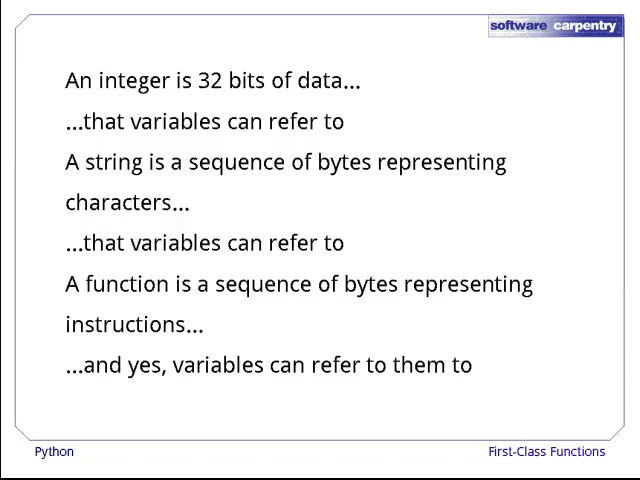 software carpentry
An integer is 32 bits of data...
...that variables can refer to
A string is a sequence of bytes representing
characters...
...that variables can refer to
A function is a sequence of bytes representing
instructions...
...and yes, variables can refer to them to
Python
First-Class Functions